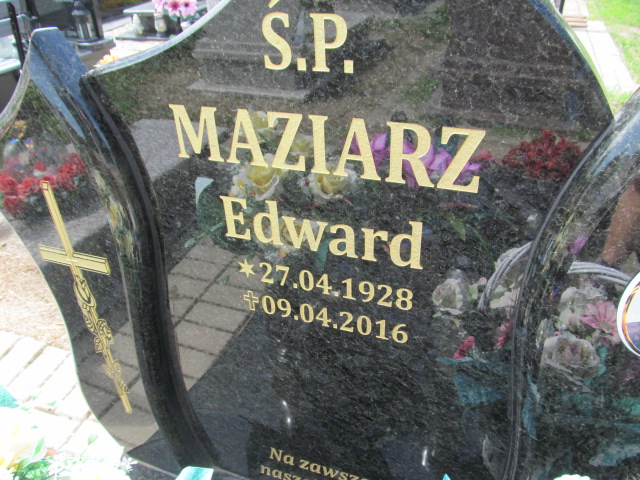 Ś.P.
MAZIARZ
Edward
✶27.04.1928
✝09.04.2016
Na zawsze